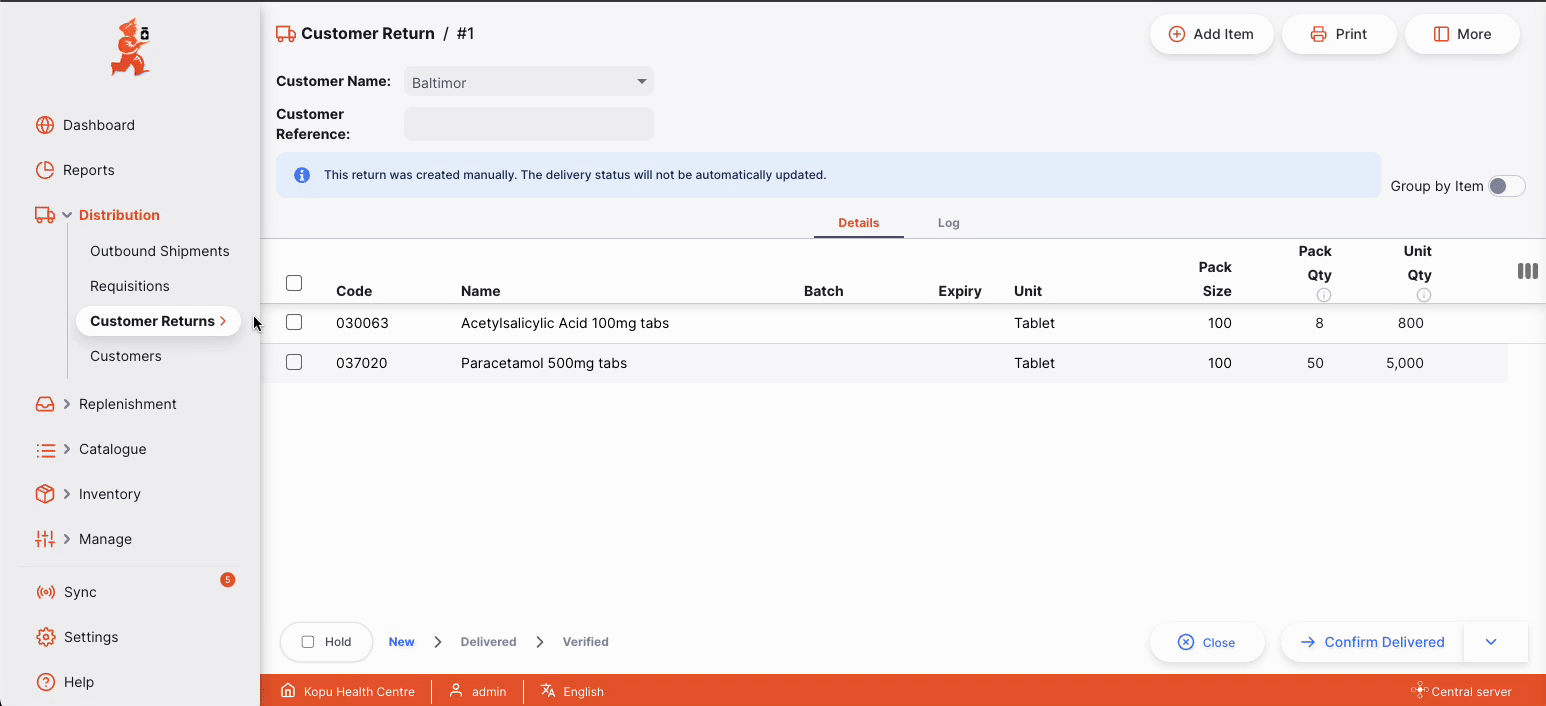 Customer Return / #1
Add Item
Print
More
Customer Name:
Baltimor
Customer
Reference:
This return was created manually. The delivery status will not be automatically updated.
Group by Item
Details
Log
Dashboard
Reports
Distribution
Outbound Shipments
Requisitions
Customer Returns
Customers
Replenishment
Catalogue
Inventory
Manage
Sync
5
Settings
Help
Code Name Batch Expiry Unit Pack Size Pack Qty Unit Qty
030063 Acetylsalicylic Acid 100mg tabs Tablet 100 8 800
037020 Paracetamol 500mg tabs Tablet 100 50 5,000
Hold
New
Delivered
Verified
Close
Confirm Delivered
Kopu Health Centre
admin
English
Central server